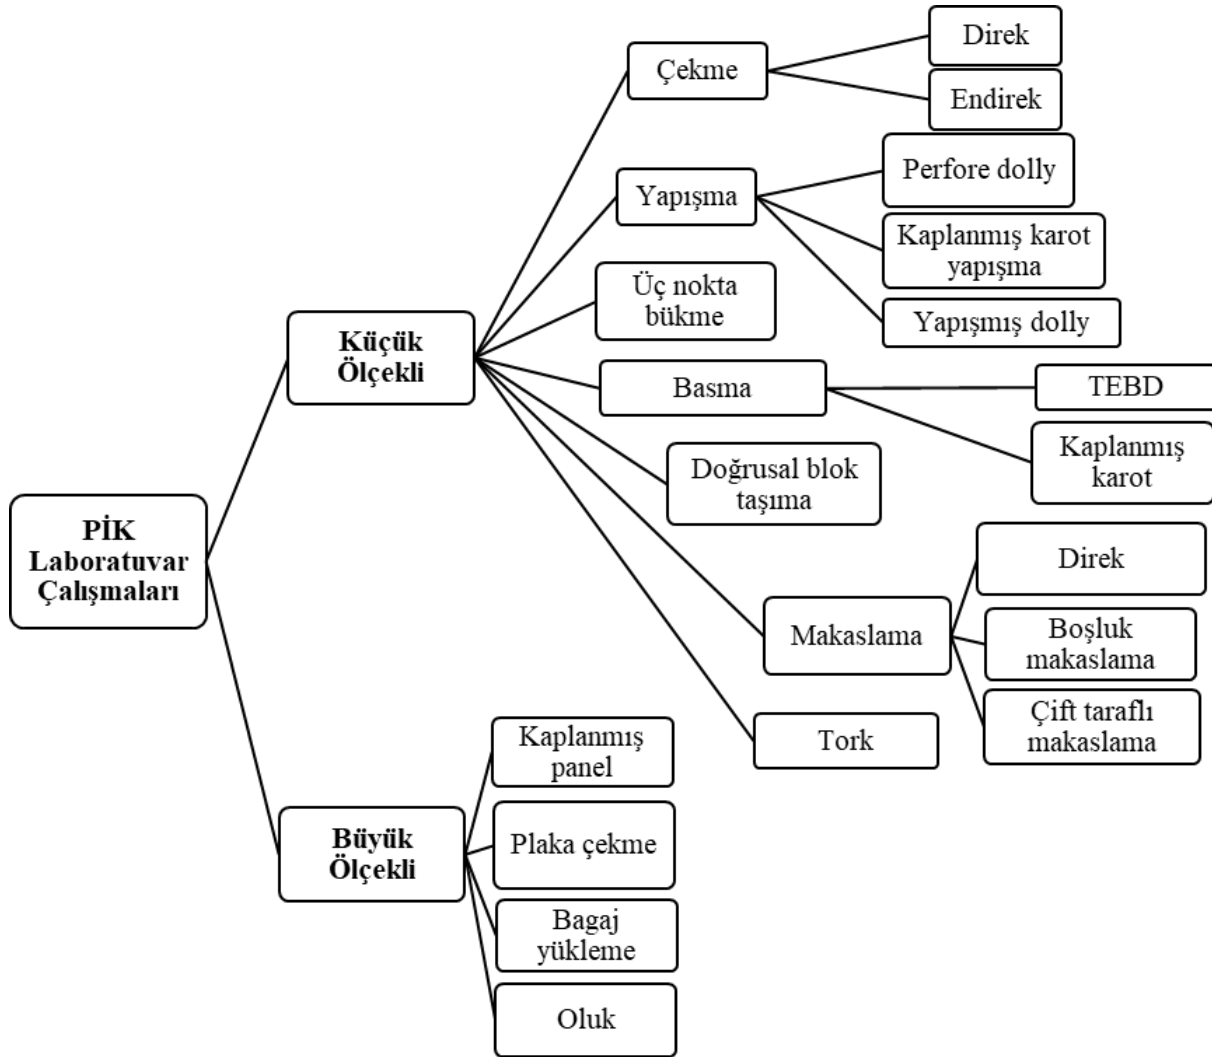 PİK
Laboratuvar
Çalışmaları
Küçük
Ölçekli
Çekme
Direk
Endirek
Yapışma
Perfore dolly
Kaplanmış karot
yapışma
Yapışmış dolly
Üç nokta
bükme
Basma
TEBD
Kaplanmış
karot
Doğrusal blok
taşıma
Makaslama
Direk
Boşluk
makaslama
Çift taraflı
makaslama
Tork
Büyük
Ölçekli
Kaplanmış
panel
Plaka çekme
Bagaj
yükleme
Oluk